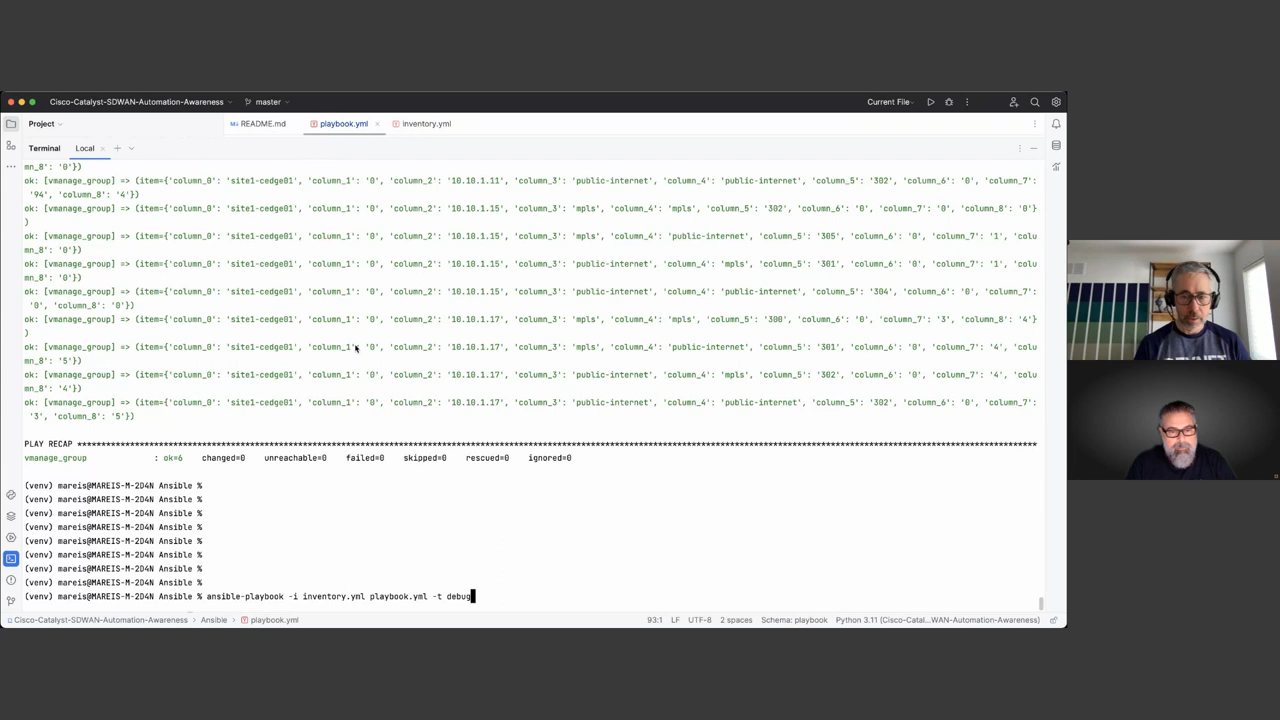 Cisco-Catalyst-SDWAN-Automation-Awareness master Current File
Project README.md playbook.yml inventory.yml
Terminal Local
mn_8': '0'})
ok: [vmanage_group] => (item={'column_0': 'site1-cedge01', 'column_1': '0', 'column_2': '10.10.1.11', 'column_3': 'public-internet', 'column_4': 'public-internet', 'column_5': '302', 'column_6': '0', 'column_7':
'94', 'column_8': '4'})
ok: [vmanage_group] => (item={'column_0': 'site1-cedge01', 'column_1': '0', 'column_2': '10.10.1.15', 'column_3': 'mpls', 'column_4': 'mpls', 'column_5': '302', 'column_6': '0', 'column_7': '0', 'column_8': '0'}
)
ok: [vmanage_group] => (item={'column_0': 'site1-cedge01', 'column_1': '0', 'column_2': '10.10.1.15', 'column_3': 'mpls', 'column_4': 'public-internet', 'column_5': '305', 'column_6': '0', 'column_7': '1', 'colu
mn_8': '0'})
ok: [vmanage_group] => (item={'column_0': 'site1-cedge01', 'column_1': '0', 'column_2': '10.10.1.15', 'column_3': 'public-internet', 'column_4': 'mpls', 'column_5': '301', 'column_6': '0', 'column_7': '1', 'colu
mn_8': '0'})
ok: [vmanage_group] => (item={'column_0': 'site1-cedge01', 'column_1': '0', 'column_2': '10.10.1.15', 'column_3': 'public-internet', 'column_4': 'public-internet', 'column_5': '304', 'column_6': '0', 'column_7':
'0', 'column_8': '0'})
ok: [vmanage_group] => (item={'column_0': 'site1-cedge01', 'column_1': '0', 'column_2': '10.10.1.17', 'column_3': 'mpls', 'column_4': 'mpls', 'column_5': '300', 'column_6': '0', 'column_7': '3', 'column_8': '4'}
)
ok: [vmanage_group] => (item={'column_0': 'site1-cedge01', 'column_1': '0', 'column_2': '10.10.1.17', 'column_3': 'mpls', 'column_4': 'public-internet', 'column_5': '301', 'column_6': '0', 'column_7': '4', 'colu
mn_8': '5'})
ok: [vmanage_group] => (item={'column_0': 'site1-cedge01', 'column_1': '0', 'column_2': '10.10.1.17', 'column_3': 'public-internet', 'column_4': 'mpls', 'column_5': '302', 'column_6': '0', 'column_7': '4', 'colu
mn_8': '4'})
ok: [vmanage_group] => (item={'column_0': 'site1-cedge01', 'column_1': '0', 'column_2': '10.10.1.17', 'column_3': 'public-internet', 'column_4': 'public-internet', 'column_5': '302', 'column_6': '0', 'column_7':
'3', 'column_8': '5'})
PLAY RECAP ****************************************************************************************************************************************************************
vmanage_group : ok=6 changed=0 unreachable=0 failed=0 skipped=0 rescued=0 ignored=0
(venv) mareis@MAREIS-M-2D4N Ansible %
(venv) mareis@MAREIS-M-2D4N Ansible %
(venv) mareis@MAREIS-M-2D4N Ansible %
(venv) mareis@MAREIS-M-2D4N Ansible %
(venv) mareis@MAREIS-M-2D4N Ansible %
(venv) mareis@MAREIS-M-2D4N Ansible %
(venv) mareis@MAREIS-M-2D4N Ansible %
(venv) mareis@MAREIS-M-2D4N Ansible %
(venv) mareis@MAREIS-M-2D4N Ansible % ansible-playbook -i inventory.yml playbook.yml -t debug
Cisco-Catalyst-SDWAN-Automation-Awareness > Ansible > playbook.yml 93:1 LF UTF-8 2 spaces Schema: playbook Python 3.11 (Cisco-Catal...WAN-Automation-Awareness)